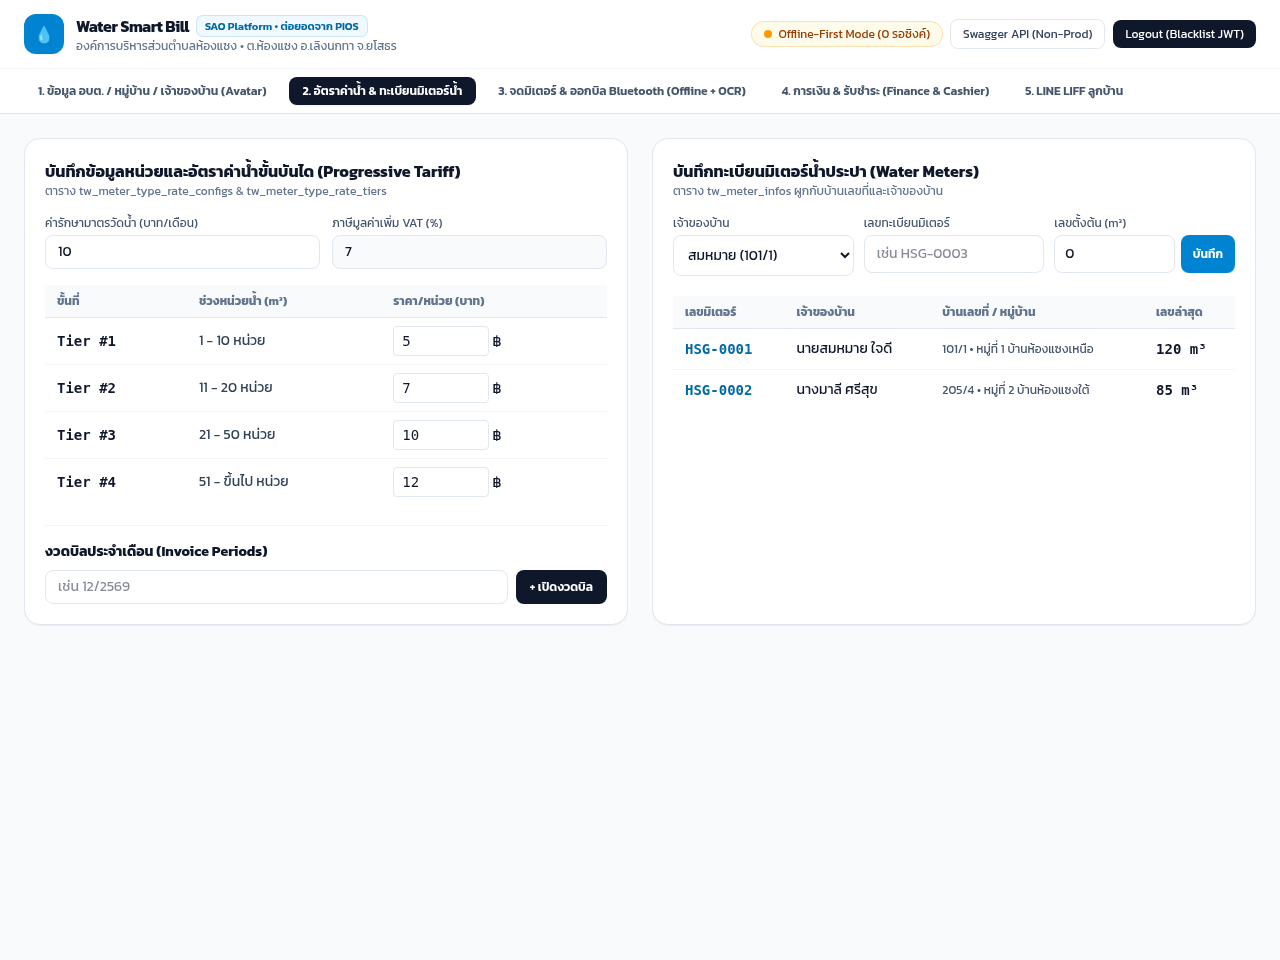 Water Smart Bill
SAO Platform • ต่อยอดจาก PIOS
องค์การบริหารส่วนตำบลห้องแซง • ต.ห้องแซง อ.เลิงนกทา จ.ยโสธร
Offline-First Mode (0 รอซิงค์)
Swagger API (Non-Prod)
Logout (Blacklist JWT)
1. ข้อมูล อบต. / หมู่บ้าน / เจ้าของบ้าน (Avatar)
2. อัตราค่าน้ำ & ทะเบียนมิเตอร์น้ำ
3. จดมิเตอร์ & ออกบิล Bluetooth (Offline + OCR)
4. การเงิน & รับชำระ (Finance & Cashier)
5. LINE LIFF ลูกบ้าน
บันทึกข้อมูลหน่วยและอัตราค่าน้ำขั้นบันได (Progressive Tariff)
ตาราง tw_meter_type_rate_configs & tw_meter_type_rate_tiers
ค่ารักษามาตรวัดน้ำ (บาท/เดือน)
ภาษีมูลค่าเพิ่ม VAT (%)
10
7
ขั้นที่ ช่วงหน่วยน้ำ (m³) ราคา/หน่วย (บาท)
Tier #1 1 - 10 หน่วย 5 ฿
Tier #2 11 - 20 หน่วย 7 ฿
Tier #3 21 - 50 หน่วย 10 ฿
Tier #4 51 - ขึ้นไป หน่วย 12 ฿
งวดบิลประจำเดือน (Invoice Periods)
เช่น 12/2569
+ เปิดงวดบิล
บันทึกทะเบียนมิเตอร์น้ำประปา (Water Meters)
ตาราง tw_meter_infos ผูกกับบ้านเลขที่และเจ้าของบ้าน
เจ้าของบ้าน
เลขทะเบียนมิเตอร์
เลขตั้งต้น (m³)
สมหมาย (101/1)
เช่น HSG-0003
0
บันทึก
เลขมิเตอร์ เจ้าของบ้าน บ้านเลขที่ / หมู่บ้าน เลขล่าสุด
HSG-0001 นายสมหมาย ใจดี 101/1 • หมู่ที่ 1 บ้านห้องแซงเหนือ 120 m³
HSG-0002 นางมาลี ศรีสุข 205/4 • หมู่ที่ 2 บ้านห้องแซงใต้ 85 m³